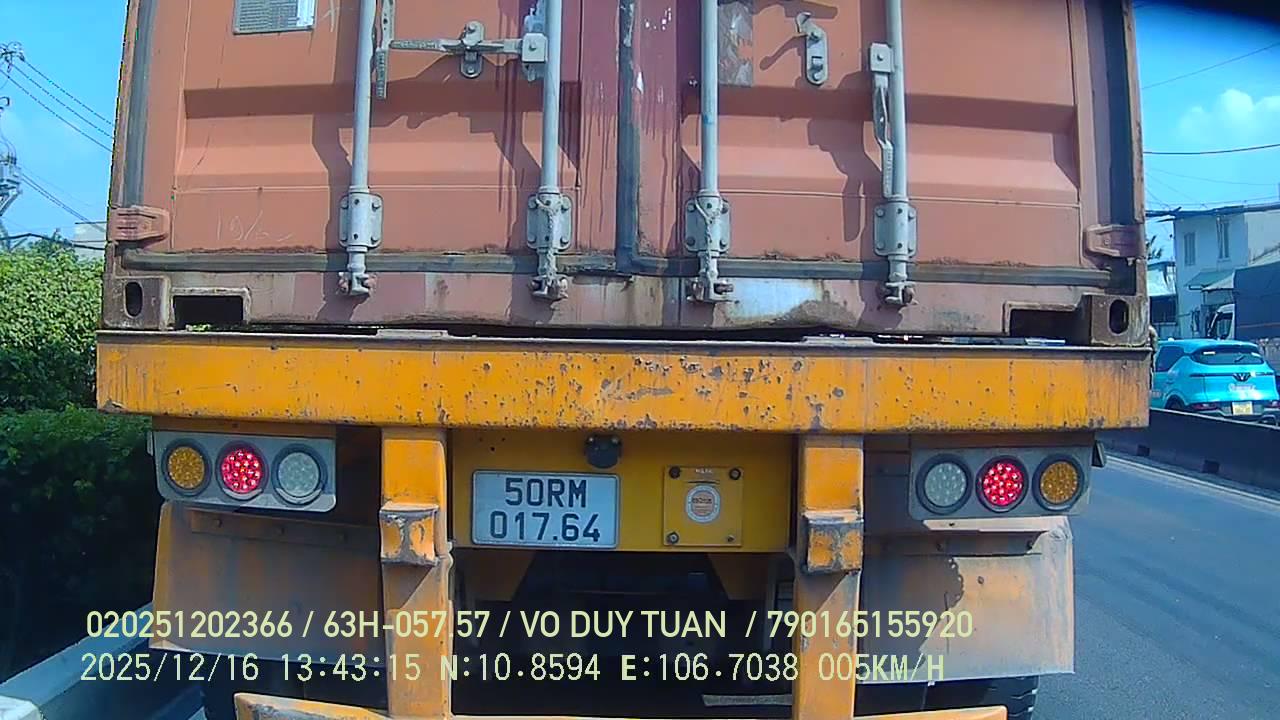 50RM
017.64
020251202366 / 63H-057.57 / VO DUY TUAN / 790165155920
2025/12/16 13:43:15 N:10.8594 E:106.7038 005KM/H